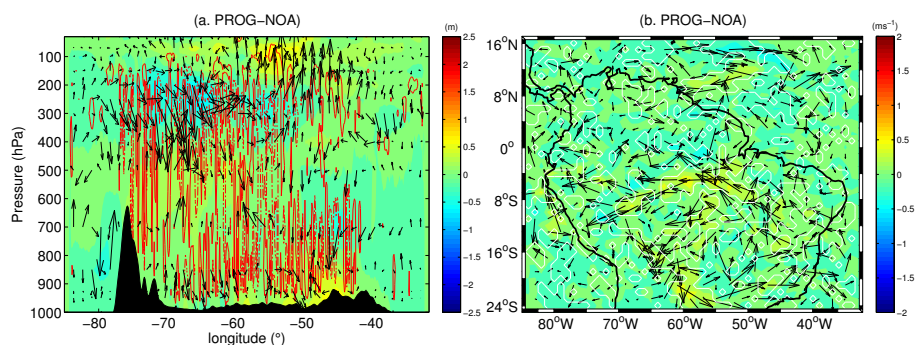 (a. PROG−NOA)
(m)
2.5
2
1.5
1
0.5
0
-0.5
-1
-1.5
-2
-2.5
100
200
300
400
500
600
700
800
900
1000
Pressure (hPa)
−80 −70 −60 −50 −40
longitude (°)
(b. PROG−NOA)
(ms⁻¹)
2
1.5
1
0.5
0
-0.5
-1
-1.5
-2
16°N
8°N
0°
8°S
16°S
24°S
80°W 70°W 60°W 50°W 40°W